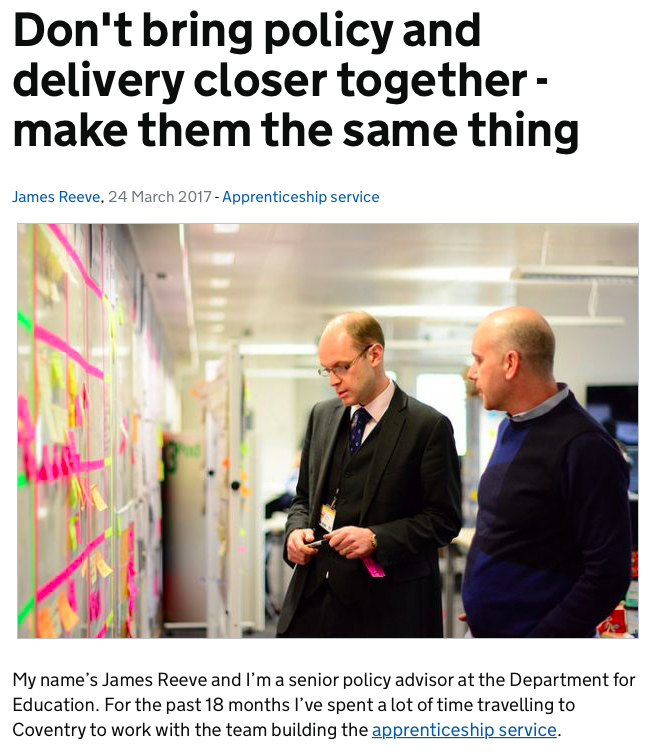 Don't bring policy and
delivery closer together -
make them the same thing
James Reeve, 24 March 2017 - Apprenticeship service
My name’s James Reeve and I’m a senior policy advisor at the Department for
Education. For the past 18 months I’ve spent a lot of time travelling to
Coventry to work with the team building the apprenticeship service.